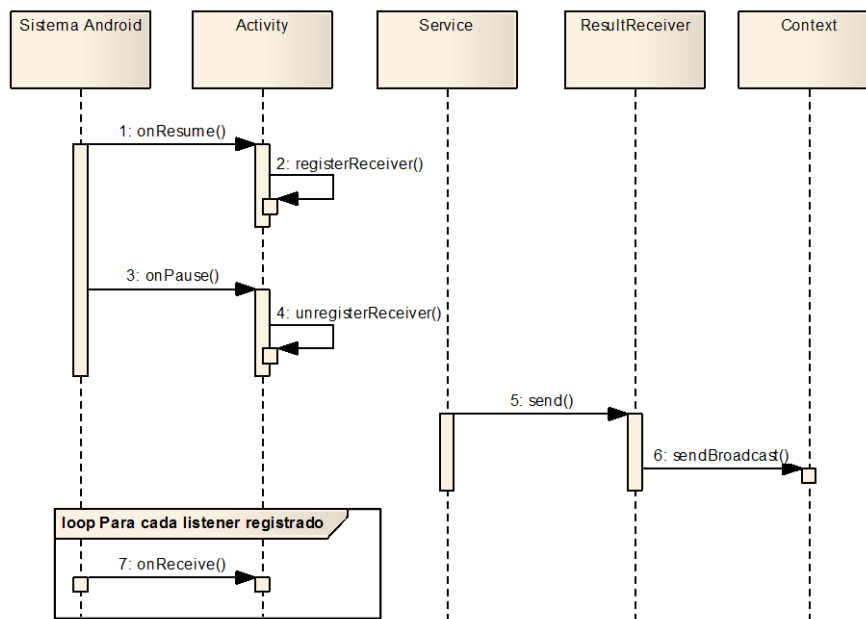 Sistema Android
Activity
Service
ResultReceiver
Context
1: onResume()
2: registerReceiver()
3: onPause()
4: unregisterReceiver()
5: send()
6: sendBroadcast()
loop Para cada listener registrado
7: onReceive()